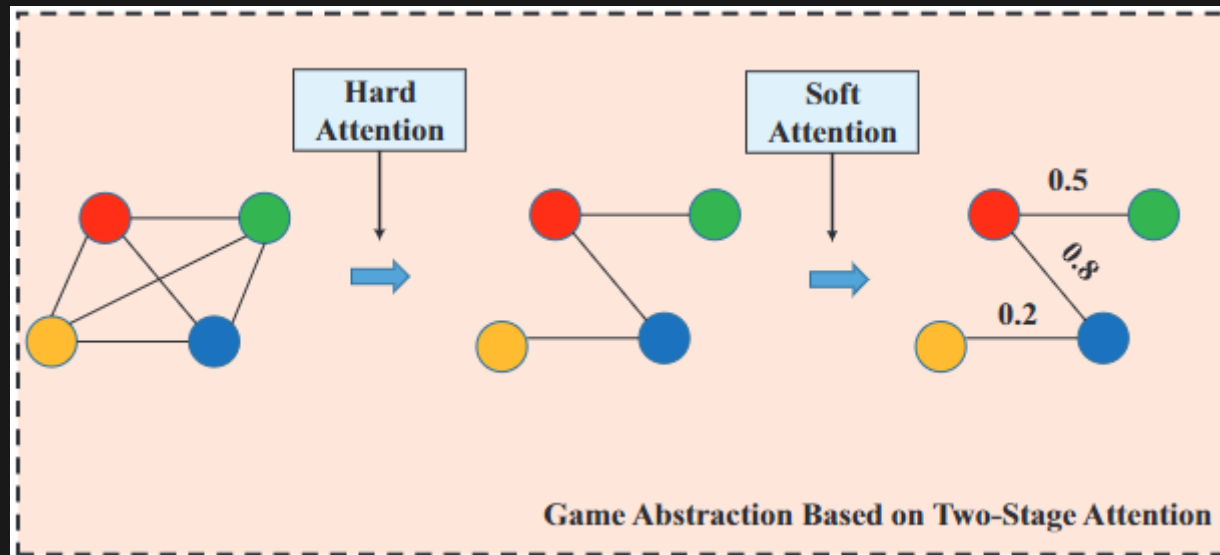 Hard
Attention
Soft
Attention
0.5
0.8
0.2
Game Abstraction Based on Two-Stage Attention